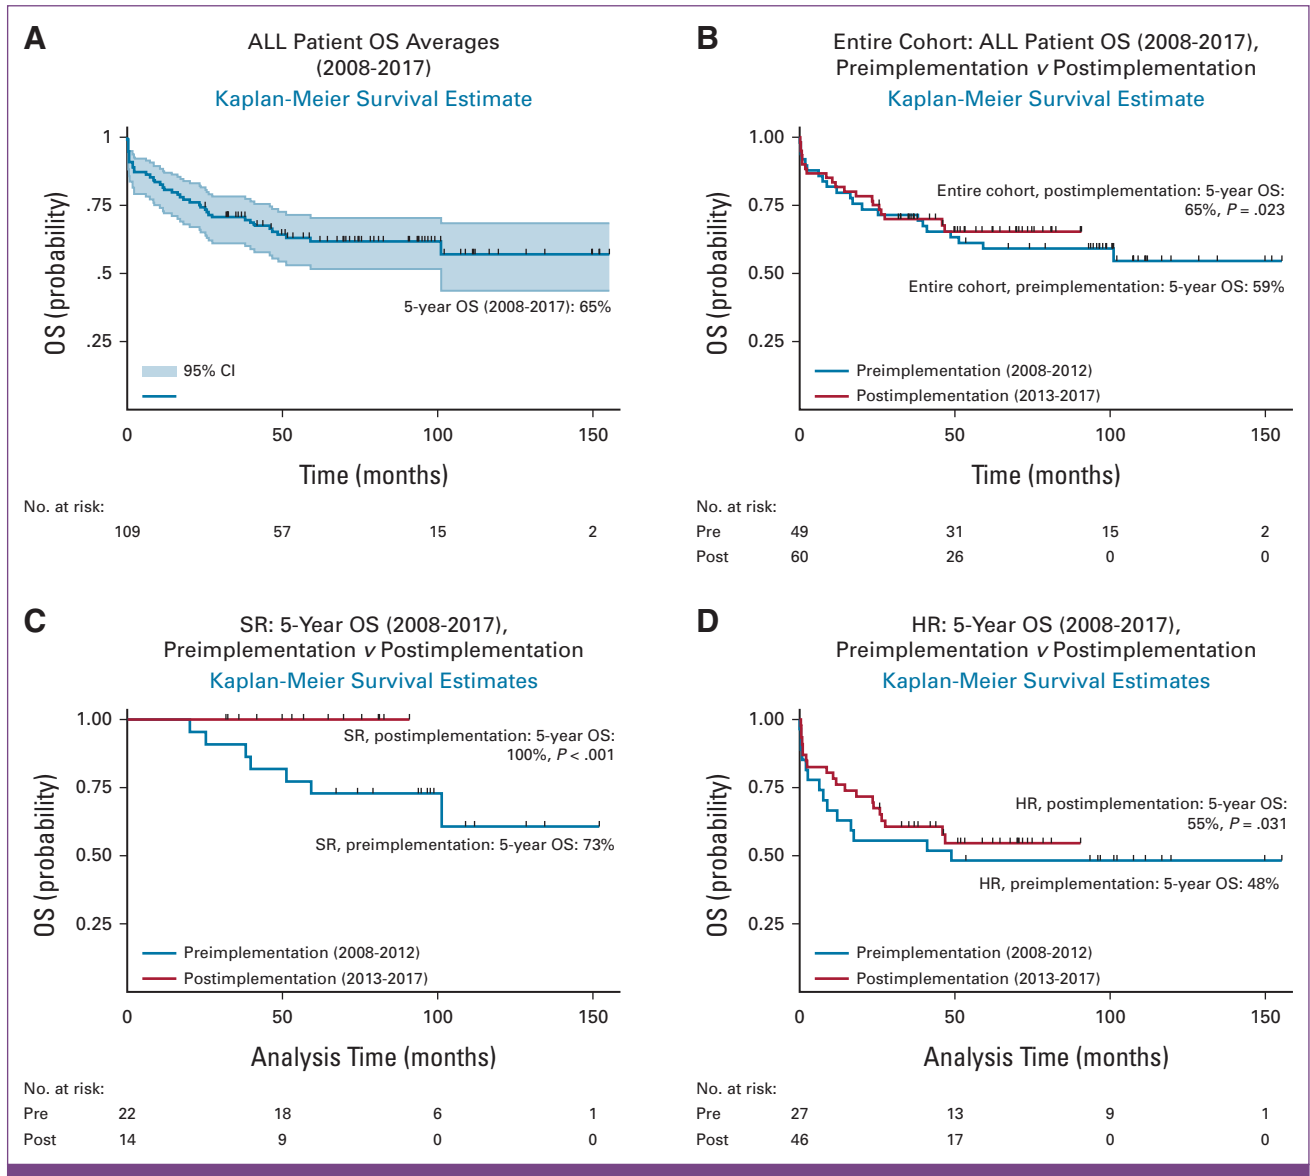 A
ALL Patient OS Averages
(2008-2017)
Kaplan-Meier Survival Estimate
1
.75
.5
.25
OS (probability)
5-year OS (2008-2017): 65%
95% CI
0
50
100
150
Time (months)
No. at risk:
109
57
15
2
B
Entire Cohort: ALL Patient OS (2008-2017),
Preimplementation v Postimplementation
Kaplan-Meier Survival Estimate
1.00
0.75
0.50
0.25
OS (probability)
Entire cohort, postimplementation: 5-year OS:
65%, P = .023
Entire cohort, preimplementation: 5-year OS: 59%
Preimplementation (2008-2012)
Postimplementation (2013-2017)
0
50
100
150
Time (months)
No. at risk:
Pre 49 31 15 2
Post 60 26 0 0
C
SR: 5-Year OS (2008-2017),
Preimplementation v Postimplementation
Kaplan-Meier Survival Estimates
1.00
0.75
0.50
0.25
OS (probability)
SR, postimplementation: 5-year OS:
100%, P < .001
SR, preimplementation: 5-year OS: 73%
Preimplementation (2008-2012)
Postimplementation (2013-2017)
0
50
100
150
Analysis Time (months)
No. at risk:
Pre 22 18 6 1
Post 14 9 0 0
D
HR: 5-Year OS (2008-2017),
Preimplementation v Postimplementation
Kaplan-Meier Survival Estimates
1.00
0.75
0.50
0.25
OS (probability)
HR, postimplementation: 5-year OS:
55%, P = .031
HR, preimplementation: 5-year OS: 48%
Preimplementation (2008-2012)
Postimplementation (2013-2017)
0
50
100
150
Analysis Time (months)
No. at risk:
Pre 27 13 9 1
Post 46 17 0 0